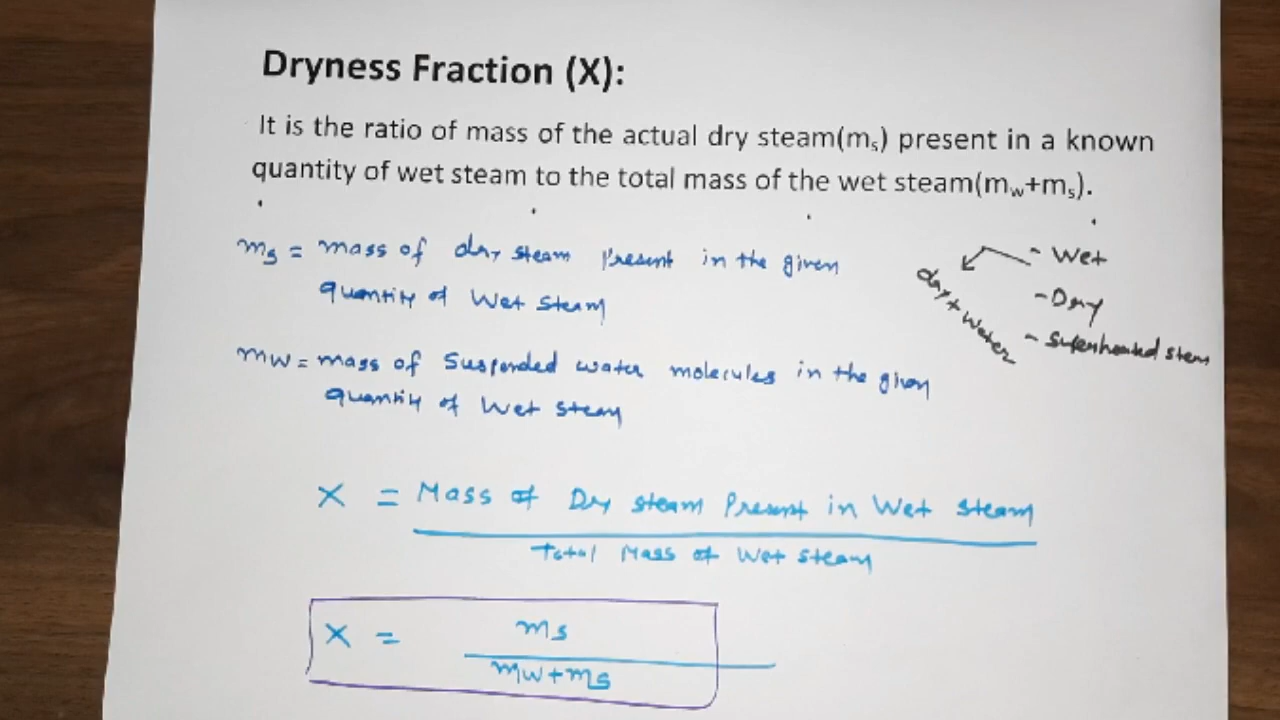 Dryness Fraction (X):
It is the ratio of mass of the actual dry steam(mₛ) present in a known
quantity of wet steam to the total mass of the wet steam(m_w+mₛ).
ms = mass of dry steam Present in the given
quantity of Wet Steam
- Wet
- Dry
- Superheated steam
dry + Water
mw = mass of Suspended water molecules in the given
quantity of Wet Steam
X = Mass of Dry steam Present in Wet steam
Total Mass of Wet steam
X = ms
mw+ms